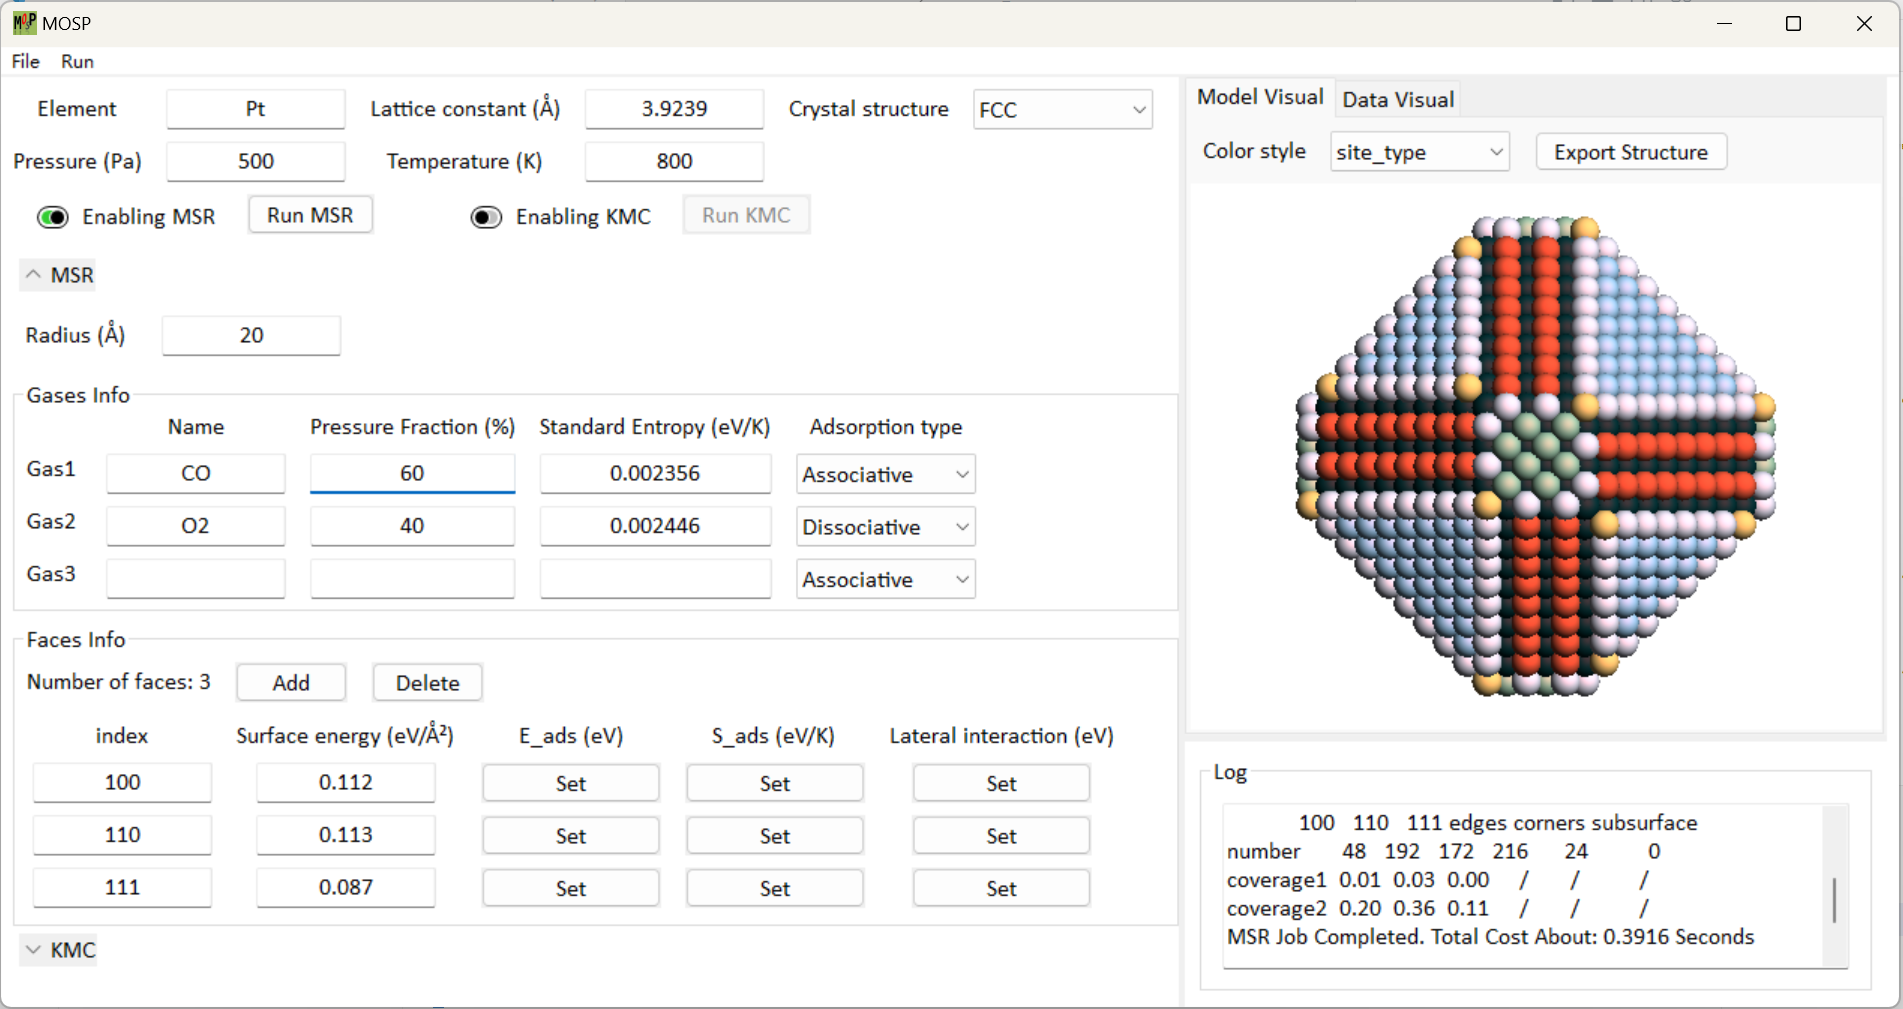 MOSP
File Run
Element Pt Lattice constant (Å) 3.9239 Crystal structure FCC
Pressure (Pa) 500 Temperature (K) 800
Enabling MSR Run MSR Enabling KMC Run KMC
MSR
Radius (Å) 20
Gases Info
Name Pressure Fraction (%) Standard Entropy (eV/K) Adsorption type
Gas1 CO 60 0.002356 Associative
Gas2 O2 40 0.002446 Dissociative
Gas3 Associative
Faces Info
Number of faces: 3 Add Delete
index Surface energy (eV/Å²) E_ads (eV) S_ads (eV/K) Lateral interaction (eV)
100 0.112 Set Set Set
110 0.113 Set Set Set
111 0.087 Set Set Set
KMC
Model Visual Data Visual
Color style site_type Export Structure
Log
100 110 111 edges corners subsurface
number 48 192 172 216 24 0
coverage1 0.01 0.03 0.00 / / /
coverage2 0.20 0.36 0.11 / / /
MSR Job Completed. Total Cost About: 0.3916 Seconds